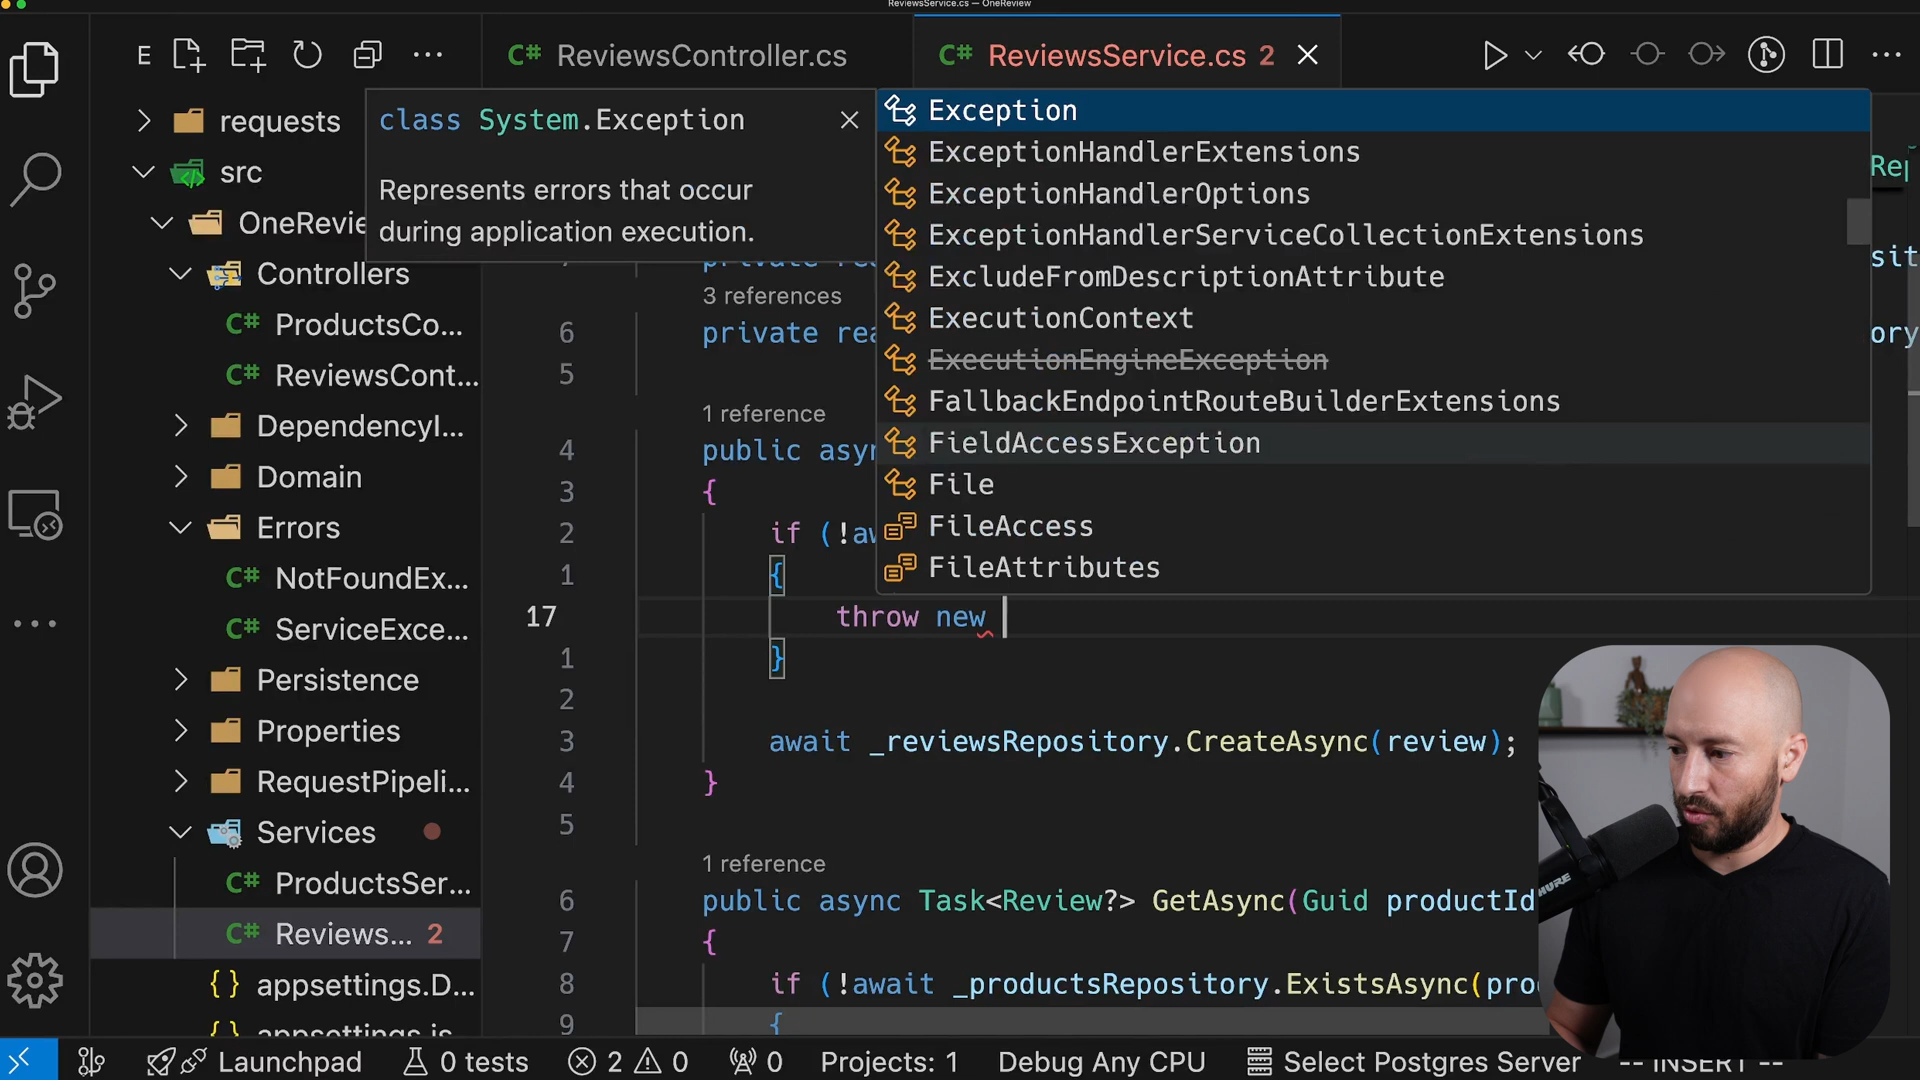 ReviewsService.cs — OneReview
E
ReviewsController.cs
ReviewsService.cs 2
requests
src
OneRevie
Controllers
ProductsCo...
ReviewsCont...
DependencyI...
Domain
Errors
NotFoundEx...
ServiceExce...
Persistence
Properties
RequestPipeli...
Services
ProductsSer...
Reviews... 2
appsettings.D...
class System.Exception
Represents errors that occur
during application execution.
Exception
ExceptionHandlerExtensions
ExceptionHandlerOptions
ExceptionHandlerServiceCollectionExtensions
ExcludeFromDescriptionAttribute
ExecutionContext
ExecutionEngineException
FallbackEndpointRouteBuilderExtensions
FieldAccessException
File
FileAccess
FileAttributes
3 references
6 private rea
5
1 reference
4 public asyn
3 {
2 if (!aw
1 {
17 throw new
1 }
2
3 await _reviewsRepository.CreateAsync(review);
4 }
5
1 reference
6 public async Task<Review?> GetAsync(Guid productId
7 {
8 if (!await _productsRepository.ExistsAsync(pro
9 {
Rep
sit
ory
SHURE
Launchpad
0 tests
2
0
0
Projects: 1
Debug Any CPU
Select Postgres Server
-- INSERT --